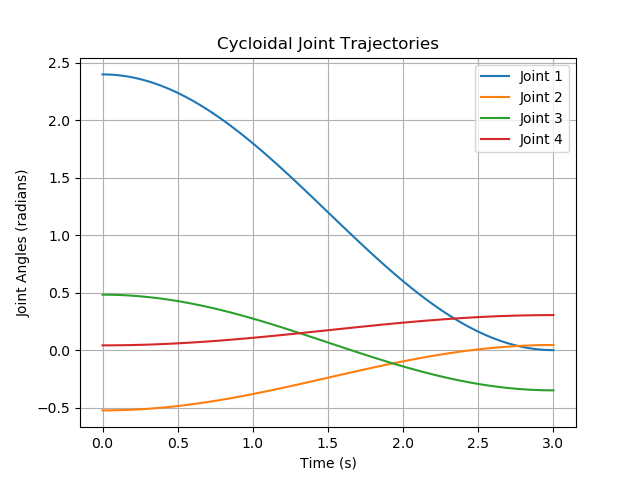 Cycloidal Joint Trajectories
2.5
2.0
1.5
1.0
0.5
0.0
−0.5
Joint Angles (radians)
Joint 1
Joint 2
Joint 3
Joint 4
0.0 0.5 1.0 1.5 2.0 2.5 3.0
Time (s)